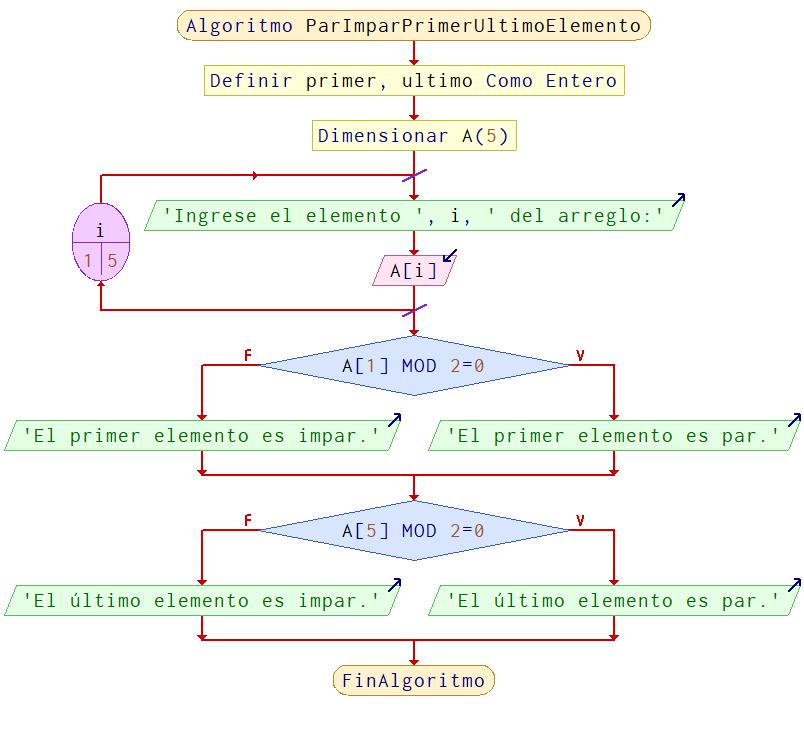 Algoritmo ParImparPrimerUltimoElemento
Definir primer, ultimo Como Entero
Dimensionar A(5)
'Ingrese el elemento ', i, ' del arreglo:'
i
1 5
A[i]
F V
A[1] MOD 2=0
'El primer elemento es impar.' 'El primer elemento es par.'
F V
A[5] MOD 2=0
'El último elemento es impar.' 'El último elemento es par.'
FinAlgoritmo